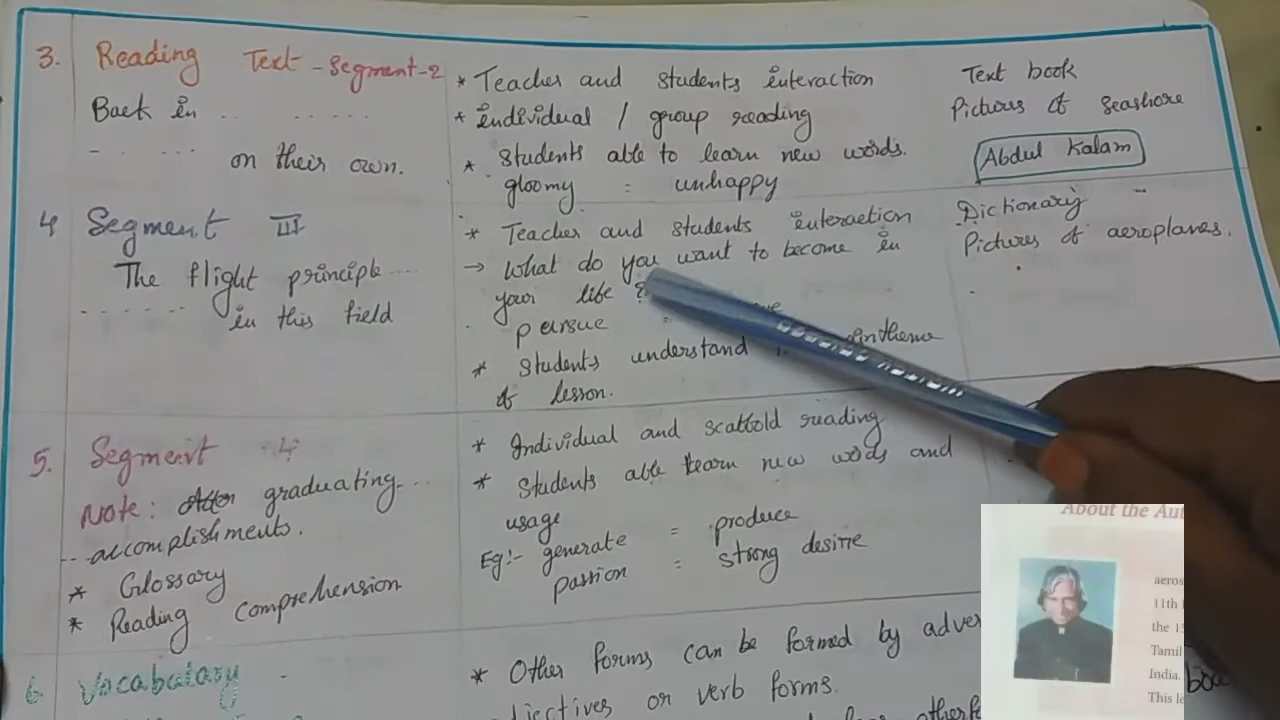 3. Reading Text - Segment-2
Back in .. . . . . .
- . ... on their own.
* Teacher and students interaction
* individual / group reading
* Students able to learn new words.
gloomy : unhappy
Text book
Pictures of Seashore
Abdul Kalam
4 Segment III
The flight principle ....
...... in this field
* Teacher and students interaction
→ What do you want to become in
your life ?
pursue =
* Students understand
of lesson.
Dictionary
Pictures of aeroplanes.
5. Segment 4
Note: graduating...
...accomplishments.
* Glossary
* Reading Comprehension
* Individual and scaffold reading
* Students able learn new words and
usage
Eg:- generate = produce
passion = strong desire
6 Vocabulary
* Other forms can be formed by
or verb forms.
About the
aeros
11th
the 15
Tamil
India.
This